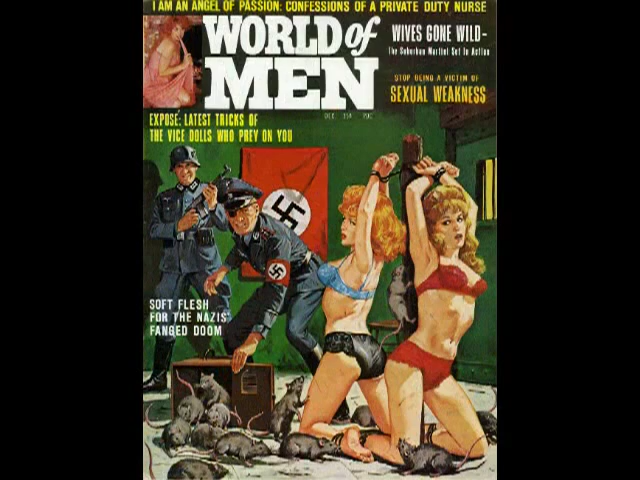 I AM AN ANGEL OF PASSION: CONFESSIONS OF A PRIVATE DUTY NURSE
WORLD of
MEN
WIVES GONE WILD-
The Suburban Martini Set In Action
STOP BEING A VICTIM OF
SEXUAL WEAKNESS
EXPOSÉ: LATEST TRICKS OF
THE VICE DOLLS WHO PREY ON YOU
SOFT FLESH
FOR THE NAZIS'
FANGED DOOM